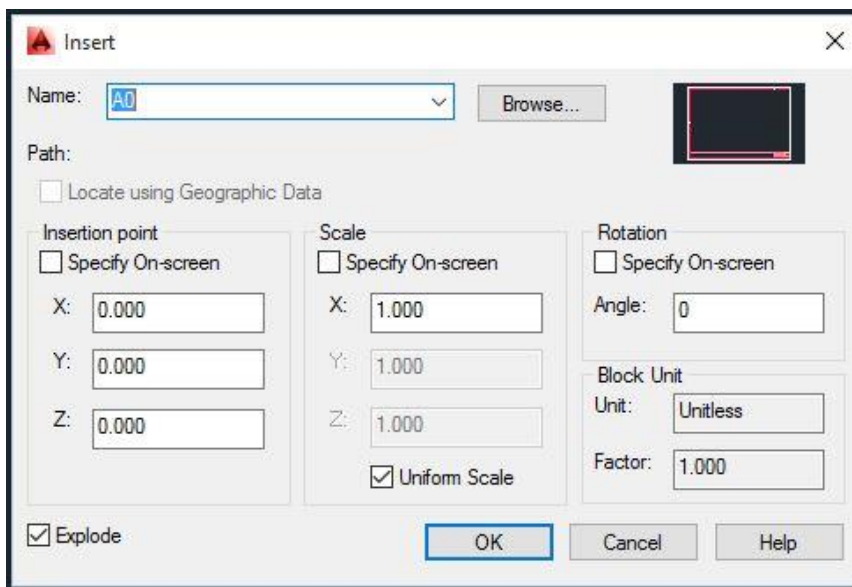 Insert
Name: A0 Browse...
Path:
Locate using Geographic Data
Insertion point
Specify On-screen
X: 0.000
Y: 0.000
Z: 0.000
Scale
Specify On-screen
X: 1.000
Y: 1.000
Z: 1.000
Uniform Scale
Rotation
Specify On-screen
Angle: 0
Block Unit
Unit: Unitless
Factor: 1.000
Explode
OK Cancel Help